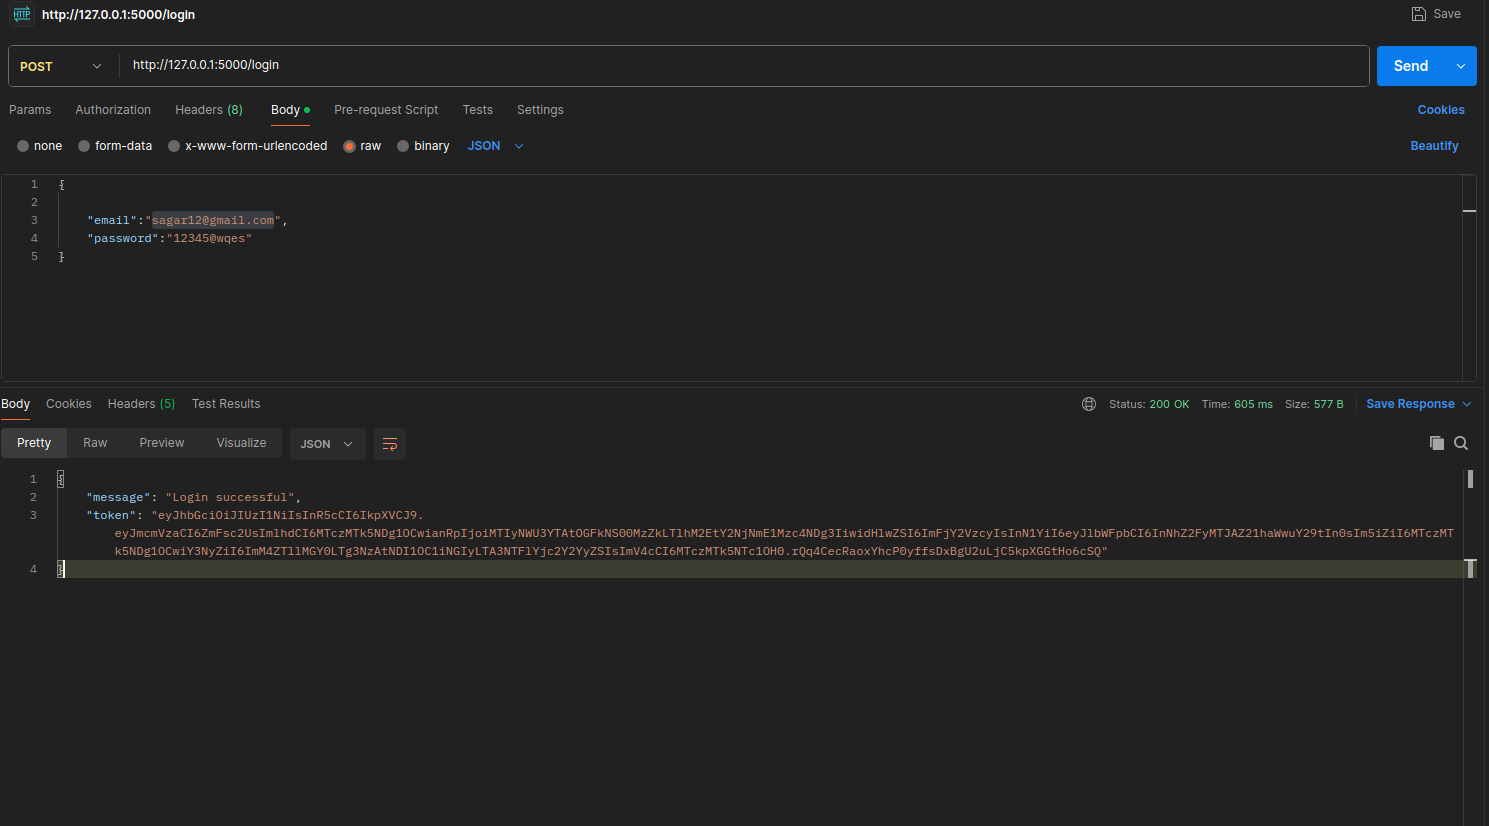 HTTP http://127.0.0.1:5000/login Save
POST http://127.0.0.1:5000/login Send
Params Authorization Headers (8) Body Pre-request Script Tests Settings Cookies
none form-data x-www-form-urlencoded raw binary JSON Beautify
1 {
2
3 "email":"sagar12@gmail.com",
4 "password":"12345@wqes"
5 }
Body Cookies Headers (5) Test Results Status: 200 OK Time: 605 ms Size: 577 B Save Response
Pretty Raw Preview Visualize JSON
1 {
2 "message": "Login successful",
3 "token": "eyJhbGciOiJIUzI1NiIsInR5cCI6IkpXVCJ9.
eyJmcmVzaCI6ZmFsc2UsImlhdCI6MTczMTk5NDg1OCwianRpIjoiMTIyNWU3YTAtOGFkNS00MzZkLTlhM2EtY2NjNmE1Mzc4NDg3IiwidHlwZSI6ImFjY2VzcyIsInN1YiI6eyJlbWFpbCI6InNhZ2FyMTJAZ21haWwuY29tIn0sIm5iZiI6MTczMT
k5NDg1OCwiY3NyZiI6ImM4ZTllMGY0LTg3NzAtNDI1OC1iNGIyLTA3NTFlYjc2Y2YyZSIsImV4cCI6MTczMTk5NTc1OH0.rQq4CecRaoxYhcP0yffsDxBgU2uLjC5kpXGGtHo6cSQ"
4 }